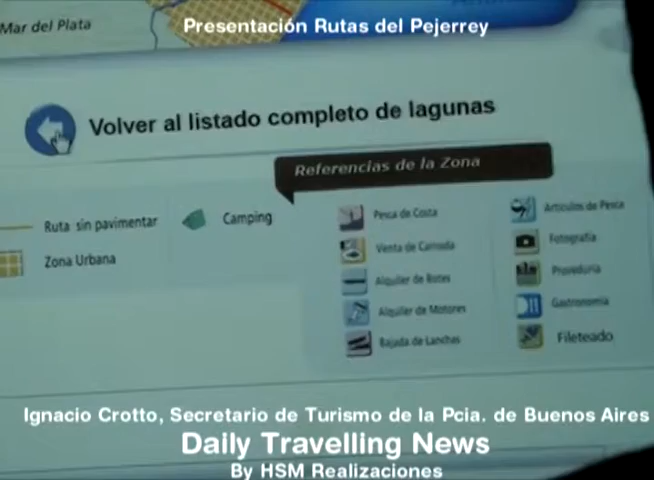 Mar del Plata
Presentación Rutas del Pejerrey
Volver al listado completo de lagunas
Referencias de la Zona
Ruta sin pavimentar
Camping
Zona Urbana
Pesca de Costa
Venta de Carnada
Alquiler de Botes
Alquiler de Motores
Bajada de Lanchas
Artículos de Pesca
Fotografía
Proveduria
Gastronomía
Fileteado
Ignacio Crotto, Secretario de Turismo de la Pcia. de Buenos Aires
Daily Travelling News
By HSM Realizaciones